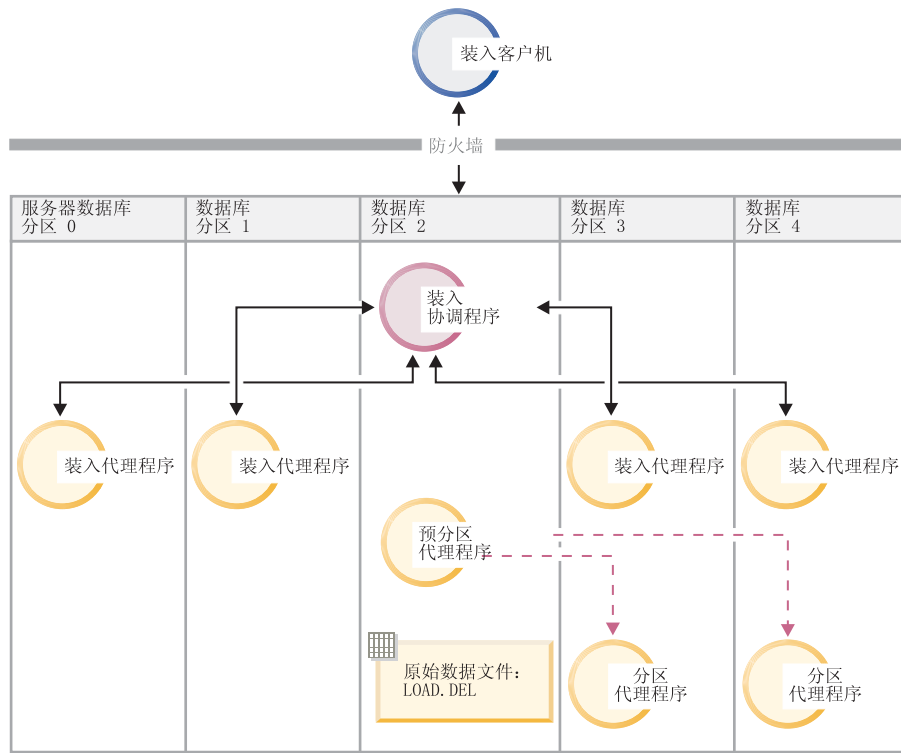 装入客户机
防火墙
服务器数据库
分区 0
数据库
分区 1
数据库
分区 2
数据库
分区 3
数据库
分区 4
装入
协调程序
装入代理程序
装入代理程序
装入代理程序
装入代理程序
预分区
代理程序
原始数据文件：
LOAD.DEL
分区
代理程序
分区
代理程序